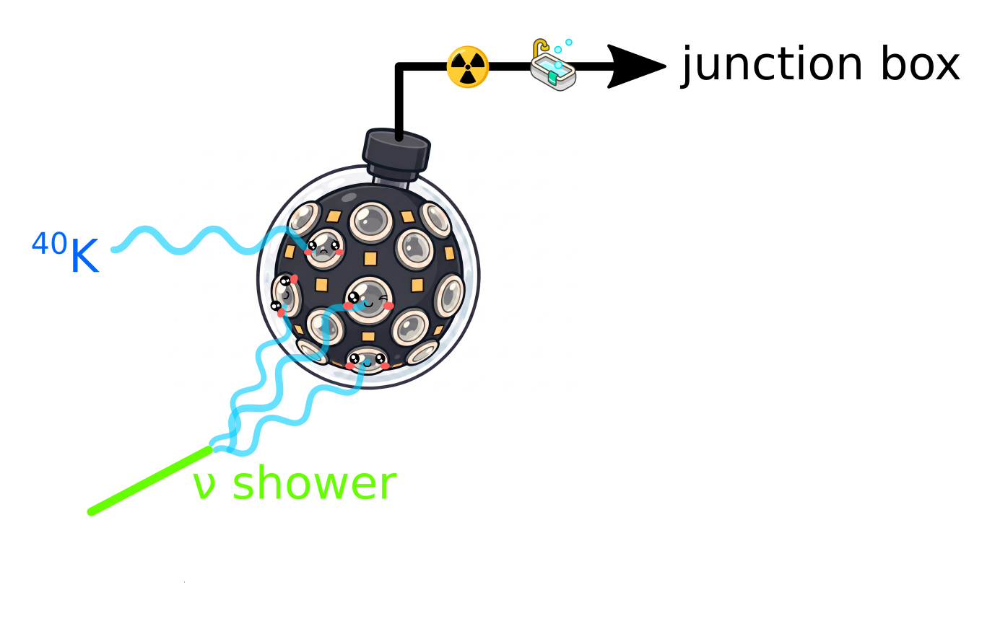 junction box
⁴⁰K
ν shower